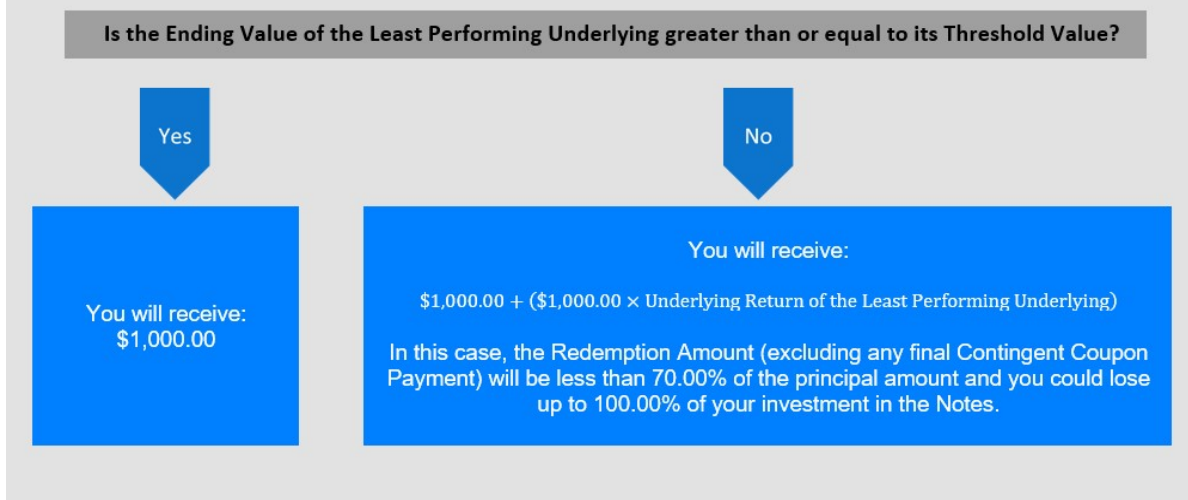 Is the Ending Value of the Least Performing Underlying greater than or equal to its Threshold Value?
Yes
No
You will receive:
$1,000.00
You will receive:
$1,000.00 + ($1,000.00 × Underlying Return of the Least Performing Underlying)
In this case, the Redemption Amount (excluding any final Contingent Coupon
Payment) will be less than 70.00% of the principal amount and you could lose
up to 100.00% of your investment in the Notes.